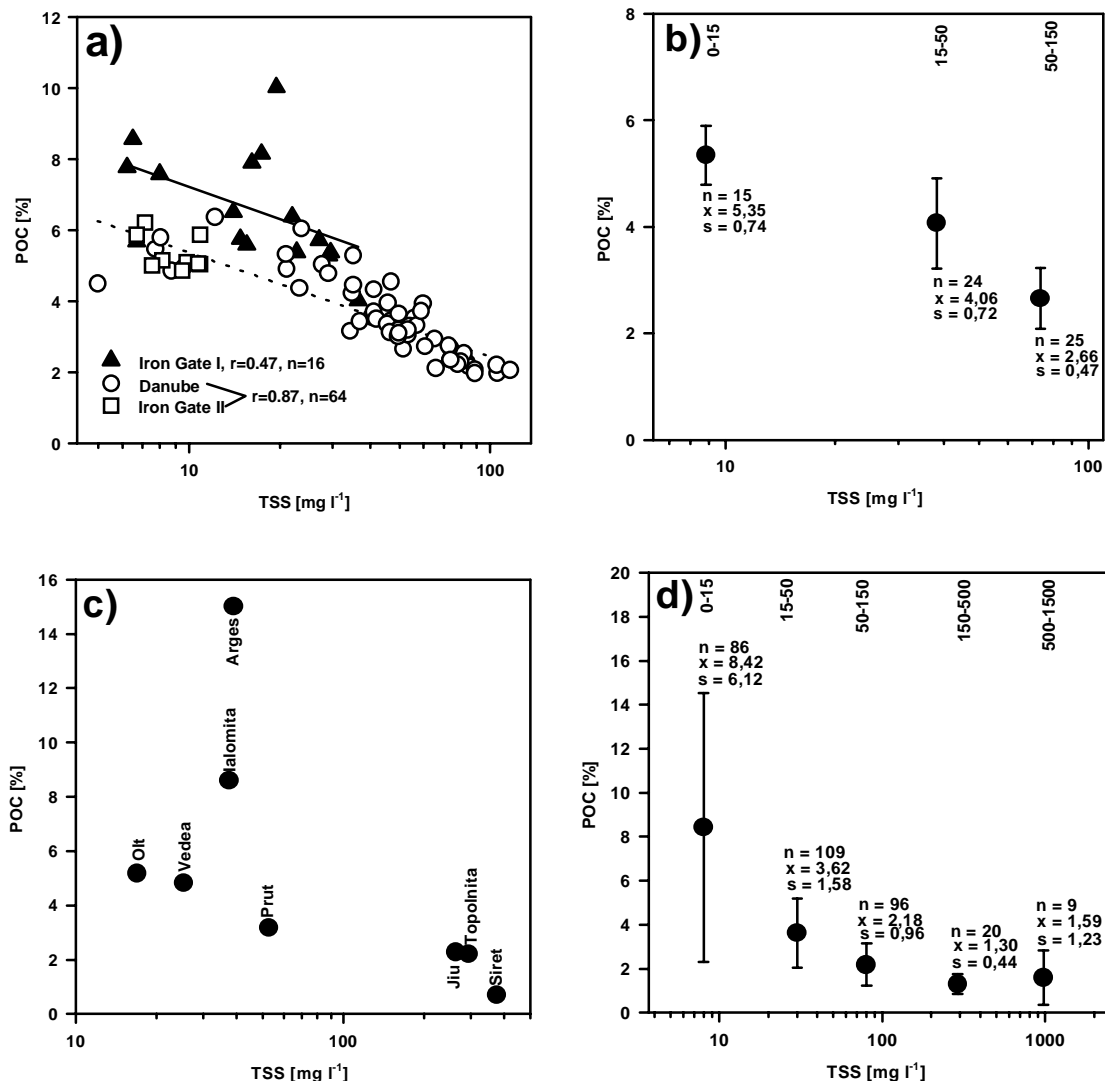 a)
12
10
8
6
4
2
0
POC [%]
Iron Gate I, r=0.47, n=16
Danube
Iron Gate II
r=0.87, n=64
10
100
TSS [mg l-1]
b)
0-15
15-50
50-150
8
6
4
2
0
POC [%]
n = 15
x = 5,35
s = 0,74
n = 24
x = 4,06
s = 0,72
n = 25
x = 2,66
s = 0,47
10
100
TSS [mg l-1]
c)
16
14
12
10
8
6
4
2
0
POC [%]
Olt
Vedea
Ialomita
Arges
Prut
Jiu
Topolnita
Siret
10
100
TSS [mg l-1]
d)
0-15
15-50
50-150
150-500
500-1500
20
18
16
14
12
10
8
6
4
2
0
POC [%]
n = 86
x = 8,42
s = 6,12
n = 109
x = 3,62
s = 1,58
n = 96
x = 2,18
s = 0,96
n = 20
x = 1,30
s = 0,44
n = 9
x = 1,59
s = 1,23
10
100
1000
TSS [mg l-1]